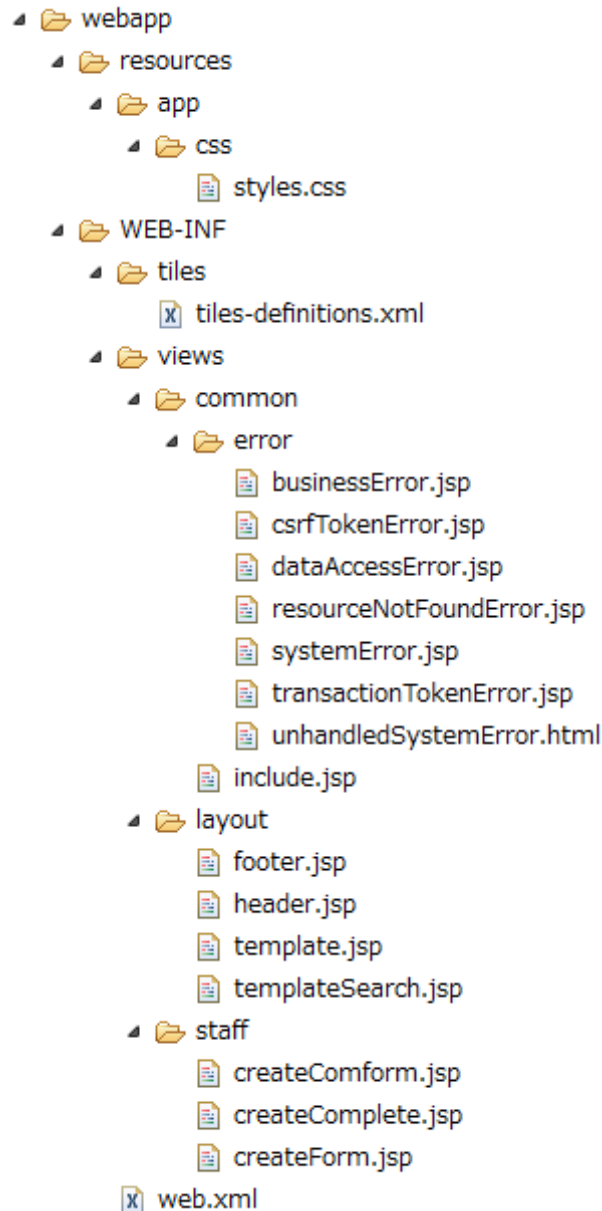 webapp
resources
app
css
styles.css
WEB-INF
tiles
tiles-definitions.xml
views
common
error
businessError.jsp
csrfTokenError.jsp
dataAccessError.jsp
resourceNotFoundError.jsp
systemError.jsp
transactionTokenError.jsp
unhandledSystemError.html
include.jsp
layout
footer.jsp
header.jsp
template.jsp
templateSearch.jsp
staff
createComform.jsp
createComplete.jsp
createForm.jsp
web.xml